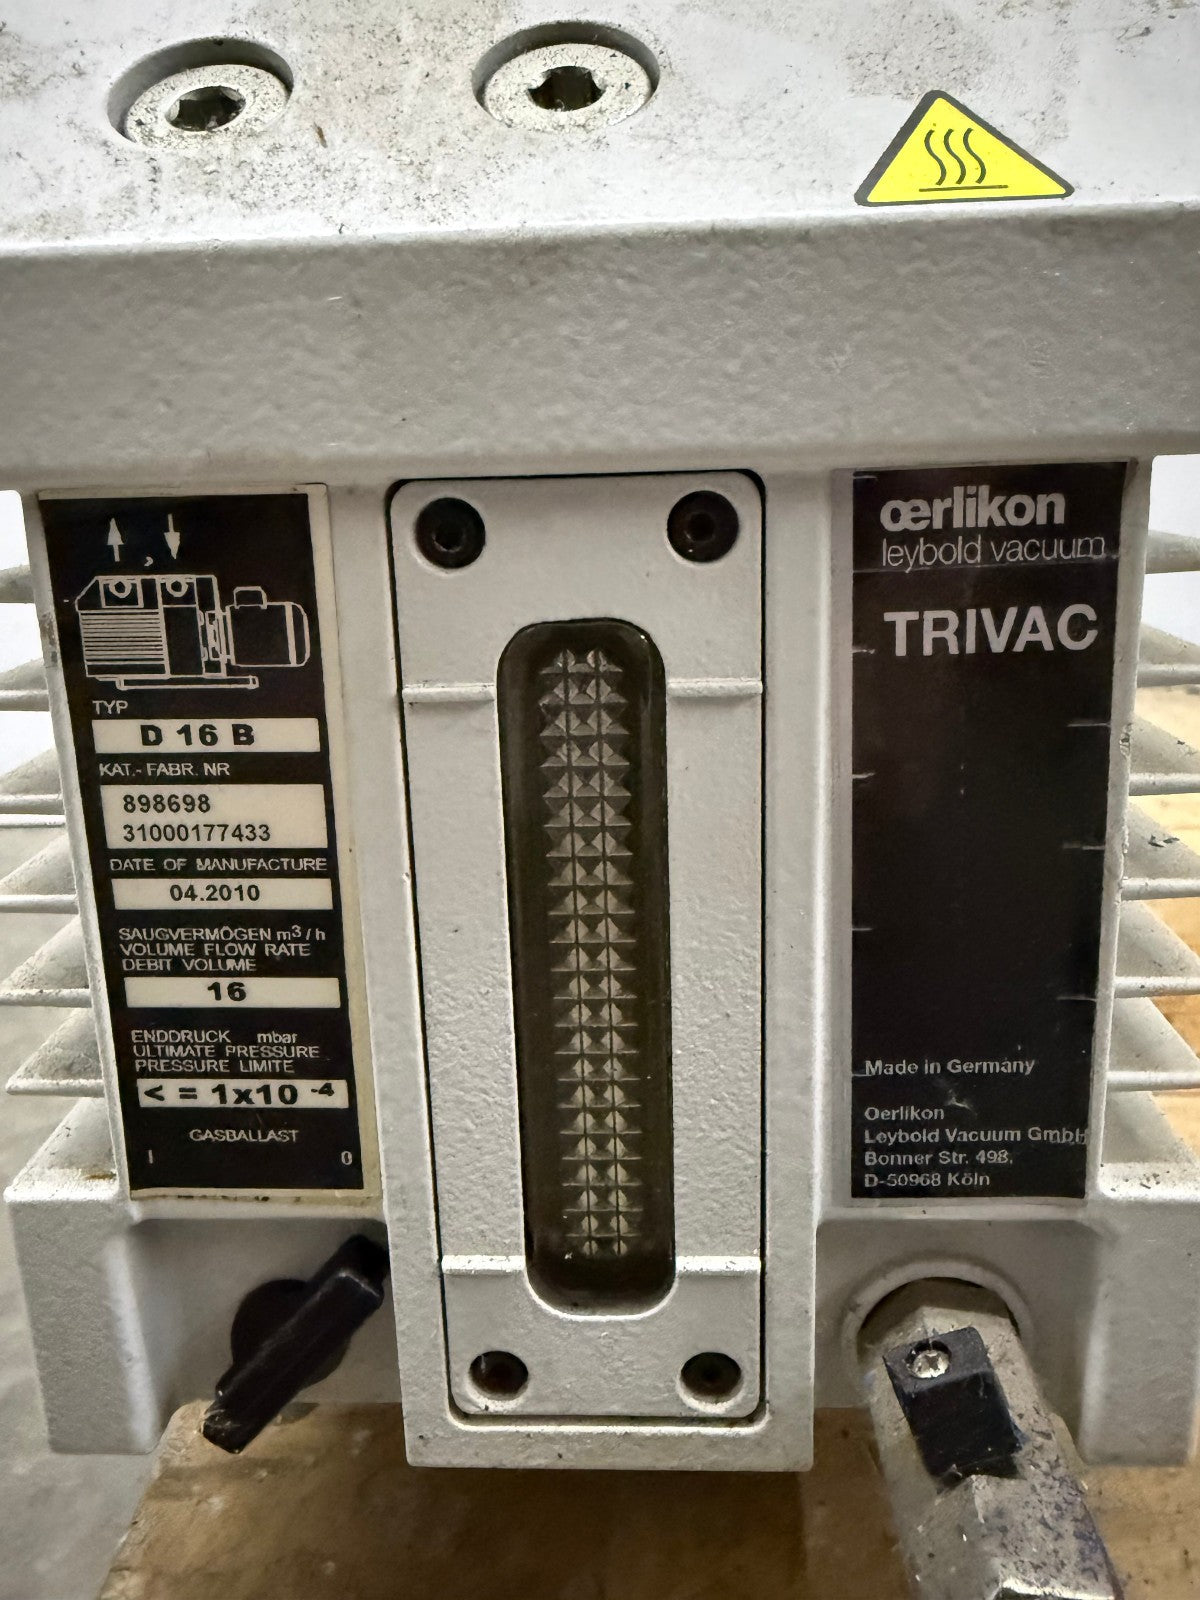 TYP
D 16 B
KAT.- FABR. NR
898698
31000177433
DATE OF MANUFACTURE
04.2010
SAUGVERMÖGEN m³/h
VOLUME FLOW RATE
DEBIT VOLUME
16
ENDDRUCK mbar
ULTIMATE PRESSURE
PRESSURE LIMITE
< = 1x10 -4
GASBALLAST
I 0
œrlikon
leybold vacuum
TRIVAC
Made in Germany
Oerlikon
Leybold Vacuum GmbH
Bonner Str. 498,
D-50968 Köln